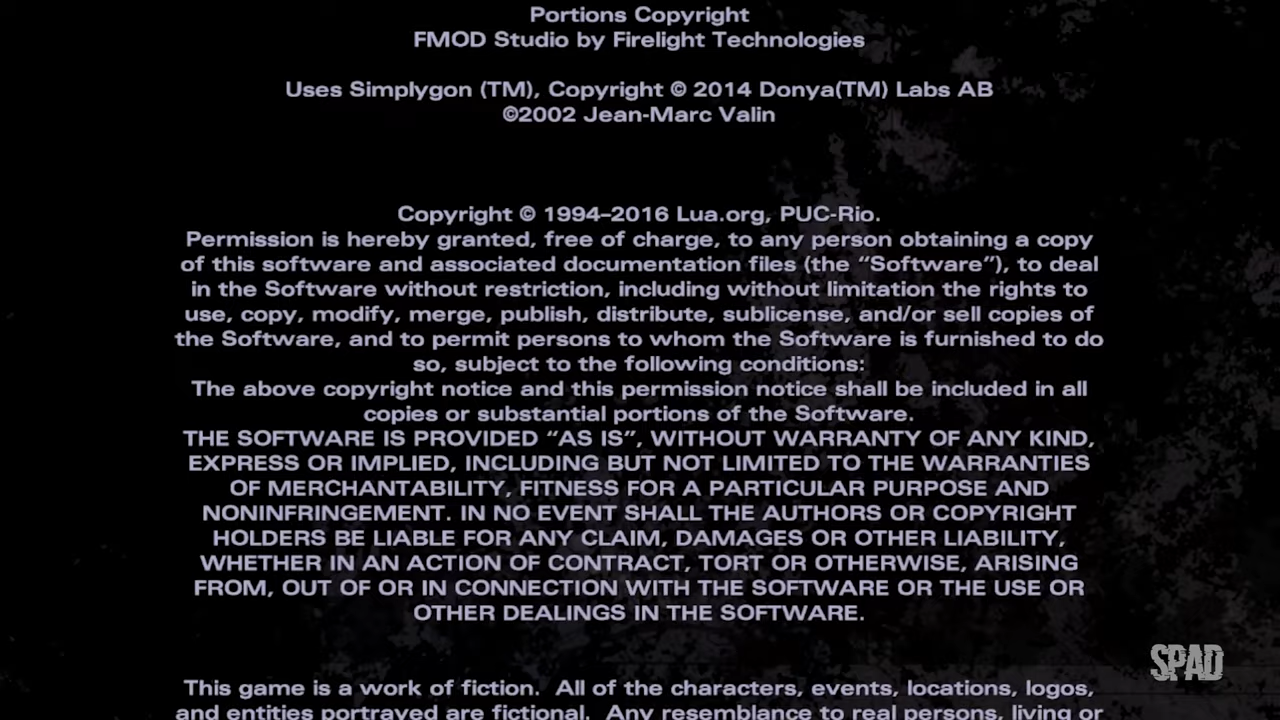 Portions Copyright
FMOD Studio by Firelight Technologies
Uses Simplygon (TM), Copyright © 2014 Donya(TM) Labs AB
©2002 Jean-Marc Valin
Copyright © 1994–2016 Lua.org, PUC-Rio.
Permission is hereby granted, free of charge, to any person obtaining a copy
of this software and associated documentation files (the “Software”), to deal
in the Software without restriction, including without limitation the rights to
use, copy, modify, merge, publish, distribute, sublicense, and/or sell copies of
the Software, and to permit persons to whom the Software is furnished to do
so, subject to the following conditions:
The above copyright notice and this permission notice shall be included in all
copies or substantial portions of the Software.
THE SOFTWARE IS PROVIDED “AS IS”, WITHOUT WARRANTY OF ANY KIND,
EXPRESS OR IMPLIED, INCLUDING BUT NOT LIMITED TO THE WARRANTIES
OF MERCHANTABILITY, FITNESS FOR A PARTICULAR PURPOSE AND
NONINFRINGEMENT. IN NO EVENT SHALL THE AUTHORS OR COPYRIGHT
HOLDERS BE LIABLE FOR ANY CLAIM, DAMAGES OR OTHER LIABILITY,
WHETHER IN AN ACTION OF CONTRACT, TORT OR OTHERWISE, ARISING
FROM, OUT OF OR IN CONNECTION WITH THE SOFTWARE OR THE USE OR
OTHER DEALINGS IN THE SOFTWARE.
SPAD
This game is a work of fiction.  All of the characters, events, locations, logos,
and entities portrayed are fictional.  Any resemblance to real persons, living or